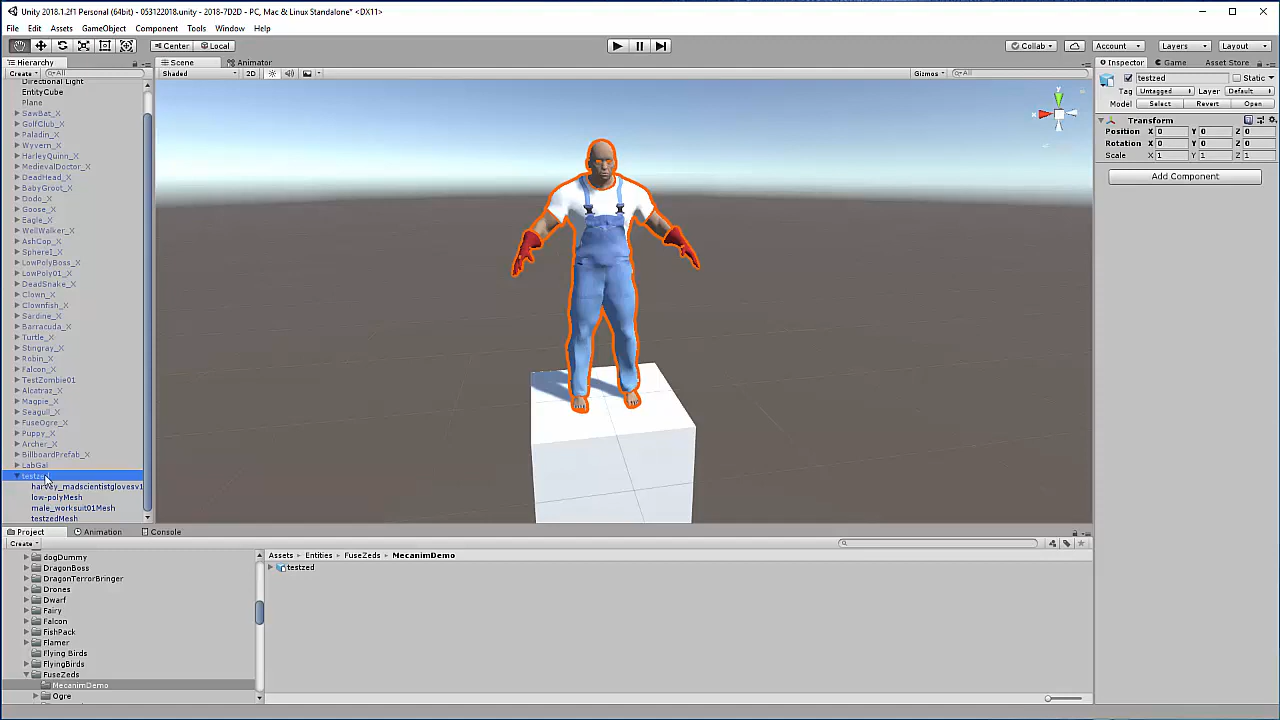 Unity 2018.1.2f1 Personal (64bit) - 053122018.unity - 2018-7D2D - PC, Mac & Linux Standalone* <DX11>
File Edit Assets GameObject Component Tools Window Help
Center Local Collab Account Layers Layout
Hierarchy
Create All
Directional Light
EntityCube
Plane
SawBat_X
GolfClub_X
Paladin_X
Wyvern_X
HarleyQuinn_X
MedievalDoctor_X
DeadHead_X
BabyGroot_X
Dodo_X
Goose_X
Eagle_X
WellWalker_X
AshCop_X
SphereI_X
LowPolyBoss_X
LowPoly01_X
DeadSnake_X
Clown_X
Clownfish_X
Sardine_X
Barracuda_X
Turtle_X
Stingray_X
Robin_X
Falcon_X
TestZombie01
Alcatraz_X
Magpie_X
Seagull_X
FuseOgre_X
Puppy_X
Archer_X
BillboardPrefab_X
LabGal
testzed
harvey_madscientistglovesv1
low-polyMesh
male_worksuit01Mesh
testzedMesh
Scene Animator
Shaded 2D Gizmos All
y
x
Inspector Game Asset Store
testzed Static
Tag Untagged Layer Default
Model Select Revert Open
Transform
Position X 0 Y 0 Z 0
Rotation X 0 Y 0 Z 0
Scale X 1 Y 1 Z 1
Add Component
Project Animation Console
Create
dogDummy
DragonBoss
DragonTerrorBringer
Drones
Dwarf
Fairy
Falcon
FishPack
Flamer
Flying Birds
FlyingBirds
FuseZeds
MecanimDemo
Ogre
Assets Entities FuseZeds MecanimDemo
testzed